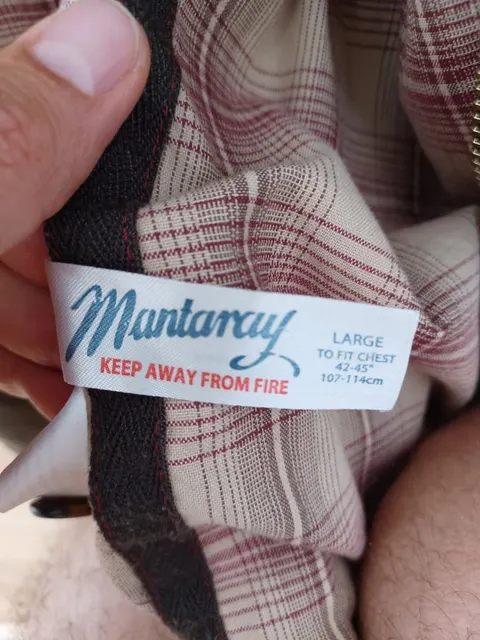 Mantaray
KEEP AWAY FROM FIRE
LARGE
TO FIT CHEST
42-45"
107-114cm